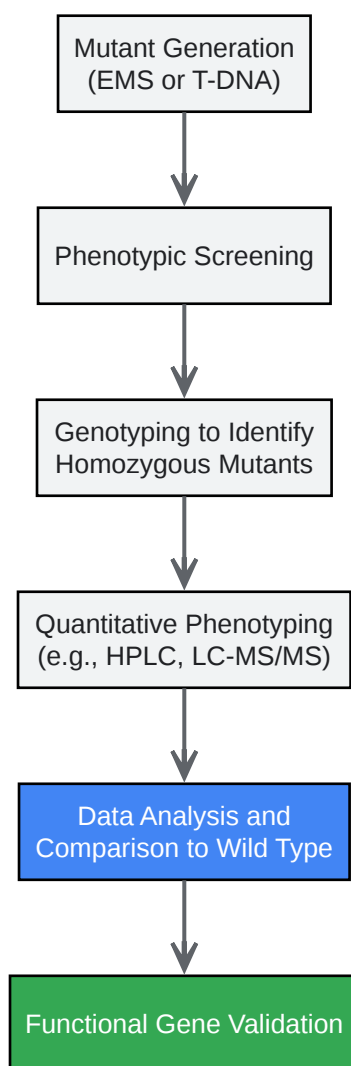 Mutant Generation
(EMS or T-DNA)
Phenotypic Screening
Genotyping to Identify
Homozygous Mutants
Quantitative Phenotyping
(e.g., HPLC, LC-MS/MS)
Data Analysis and
Comparison to Wild Type
Functional Gene Validation